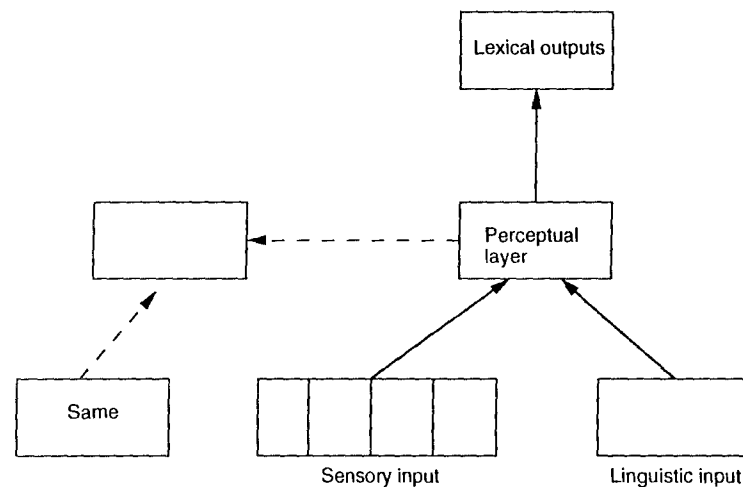 Lexical outputs
Perceptual
layer
Same
Sensory input
Linguistic input